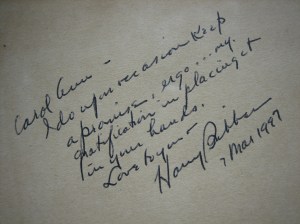 Carol Ann —
I do upon occasion keep
a promise, ergo... my
gratification in placing it
in your hands.
Love to you —
Harry
7 Mar 1997